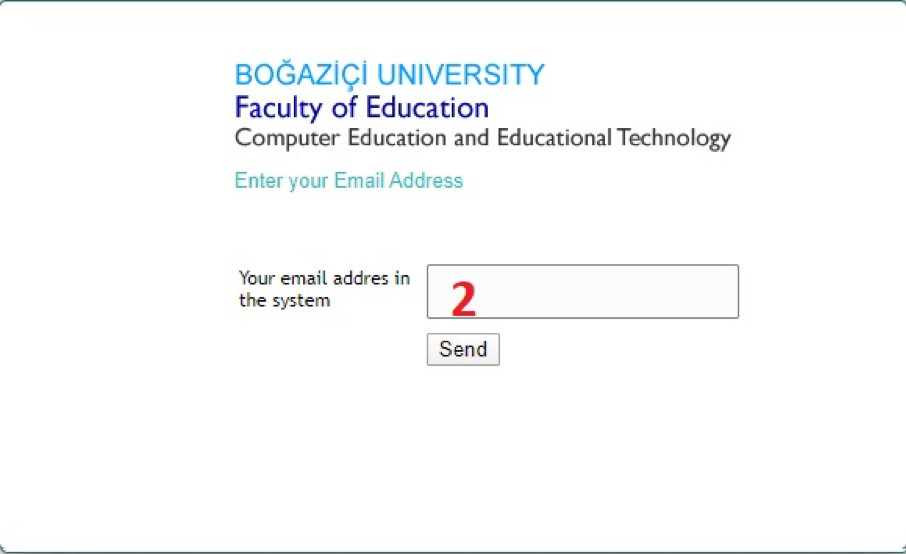 BOĞAZİÇİ UNIVERSITY
Faculty of Education
Computer Education and Educational Technology
Enter your Email Address
Your email addres in
the system
2
Send